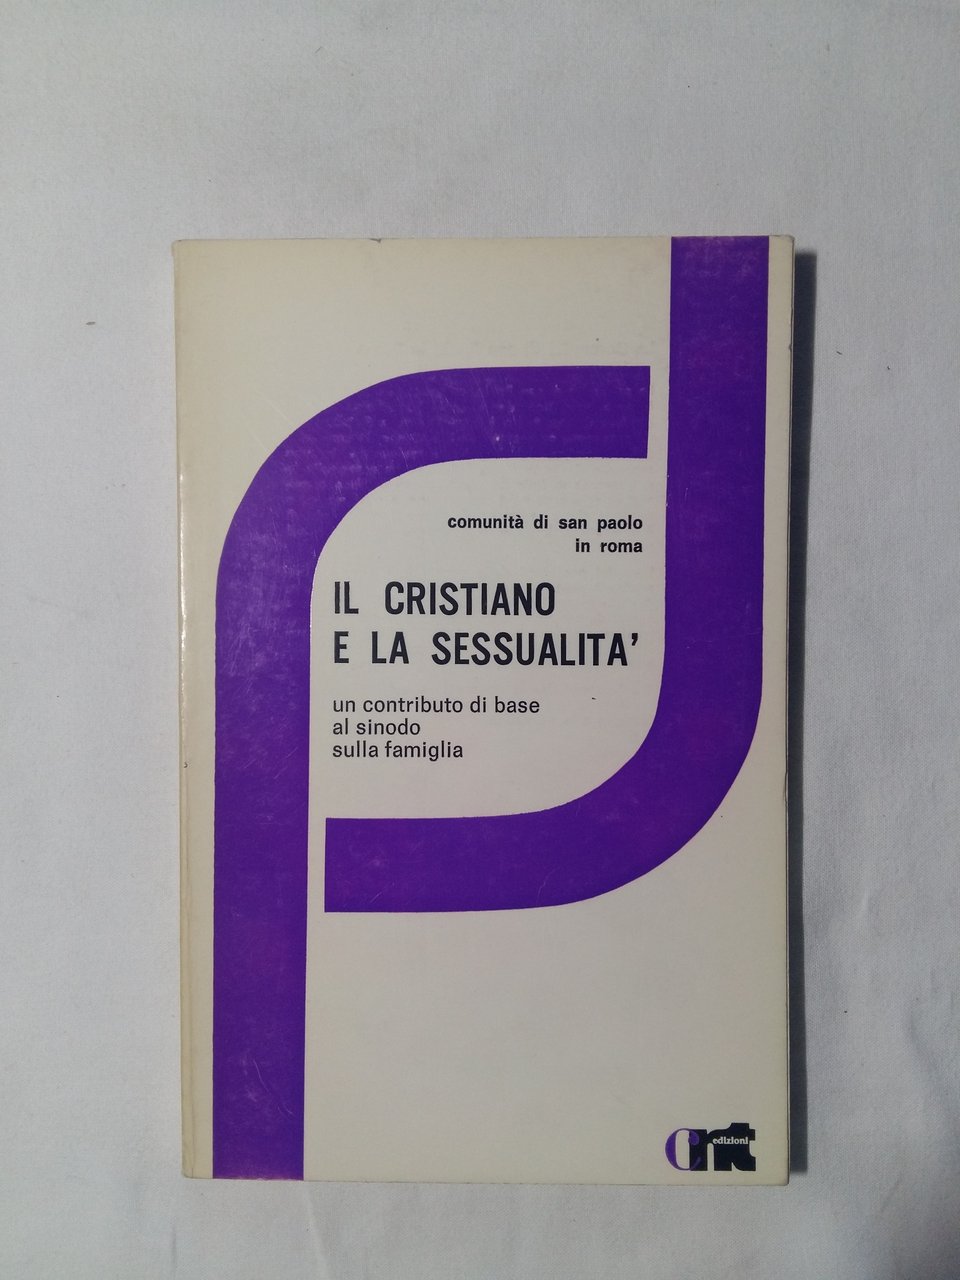 comunità di san paolo
in roma
IL CRISTIANO
E LA SESSUALITA'
un contributo di base
al sinodo
sulla famiglia
cnt
edizioni